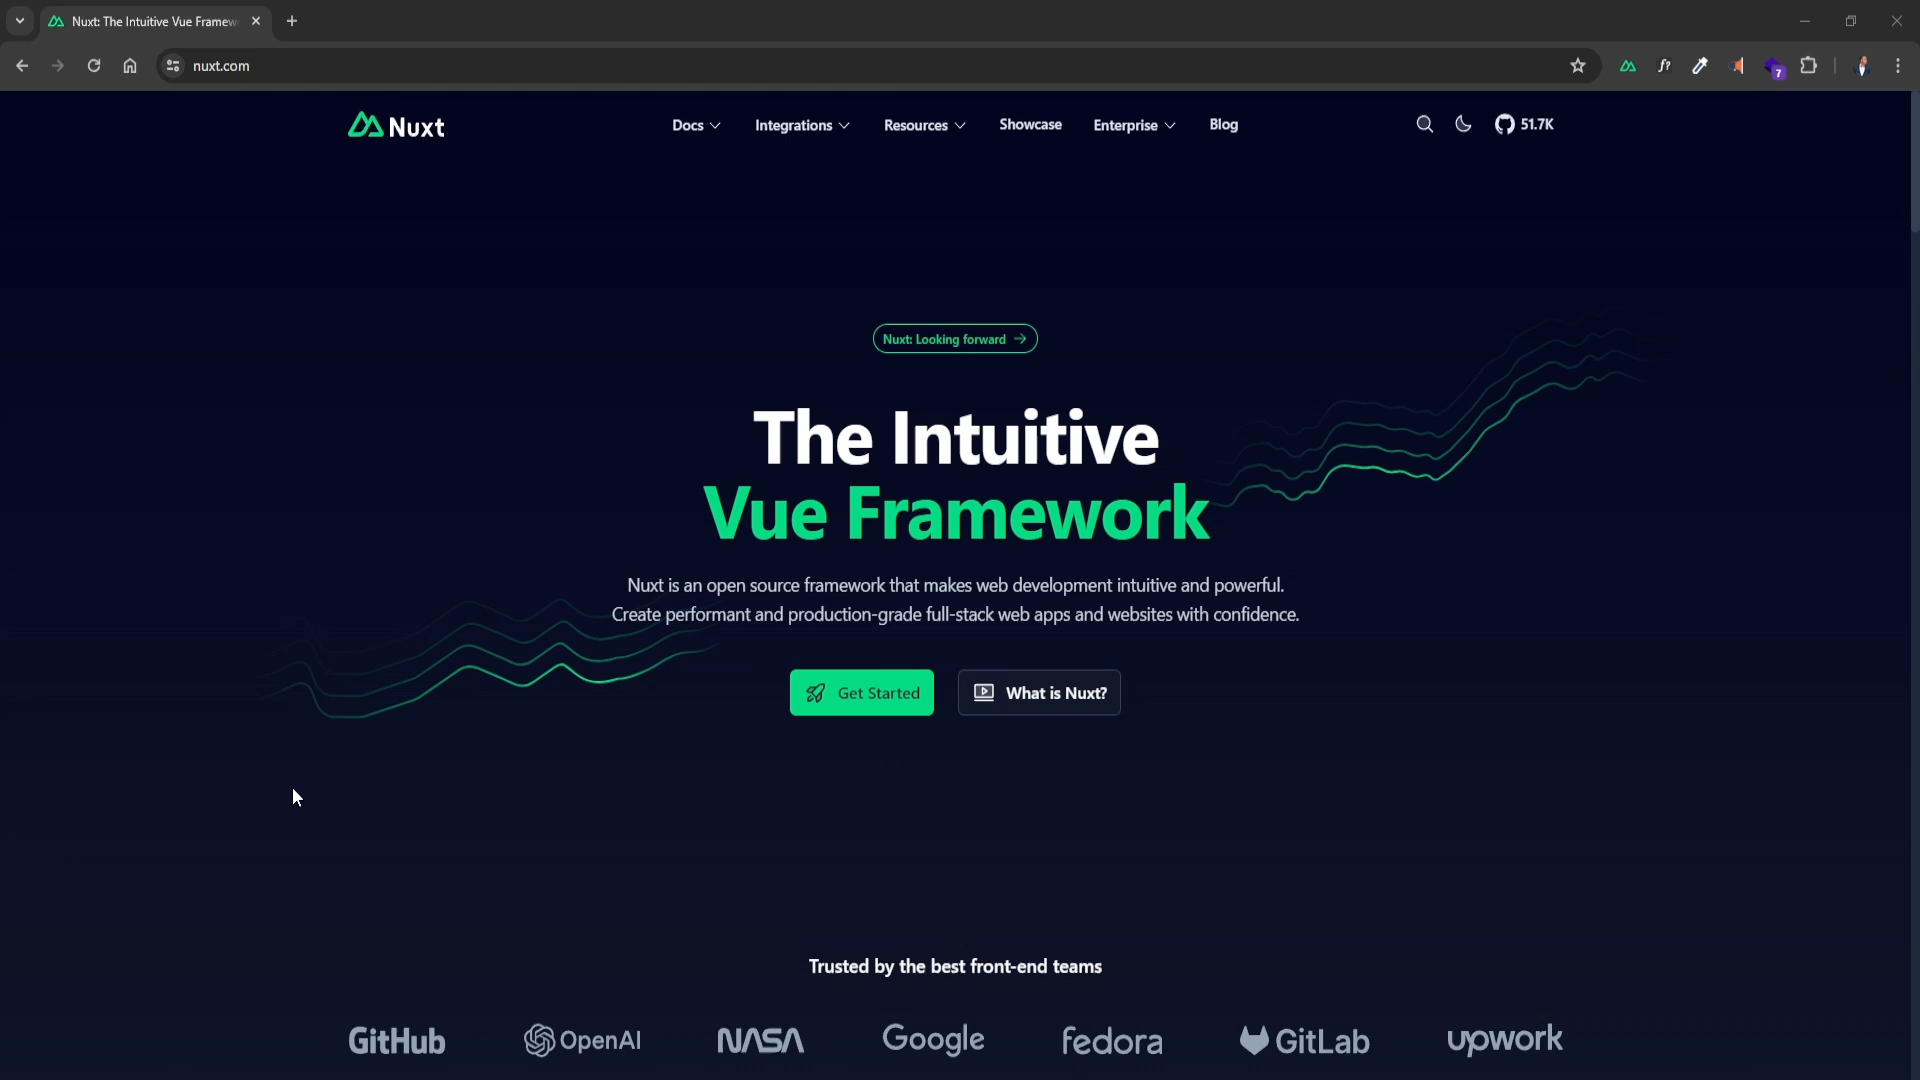 Nuxt: The Intuitive Vue Framew
nuxt.com
f?
7
Nuxt
Docs
Integrations
Resources
Showcase
Enterprise
Blog
51.7K
Nuxt: Looking forward
The Intuitive
Vue Framework
Nuxt is an open source framework that makes web development intuitive and powerful.
Create performant and production-grade full-stack web apps and websites with confidence.
Get Started
What is Nuxt?
Trusted by the best front-end teams
GitHub
OpenAI
NASA
Google
fedora
GitLab
upwork